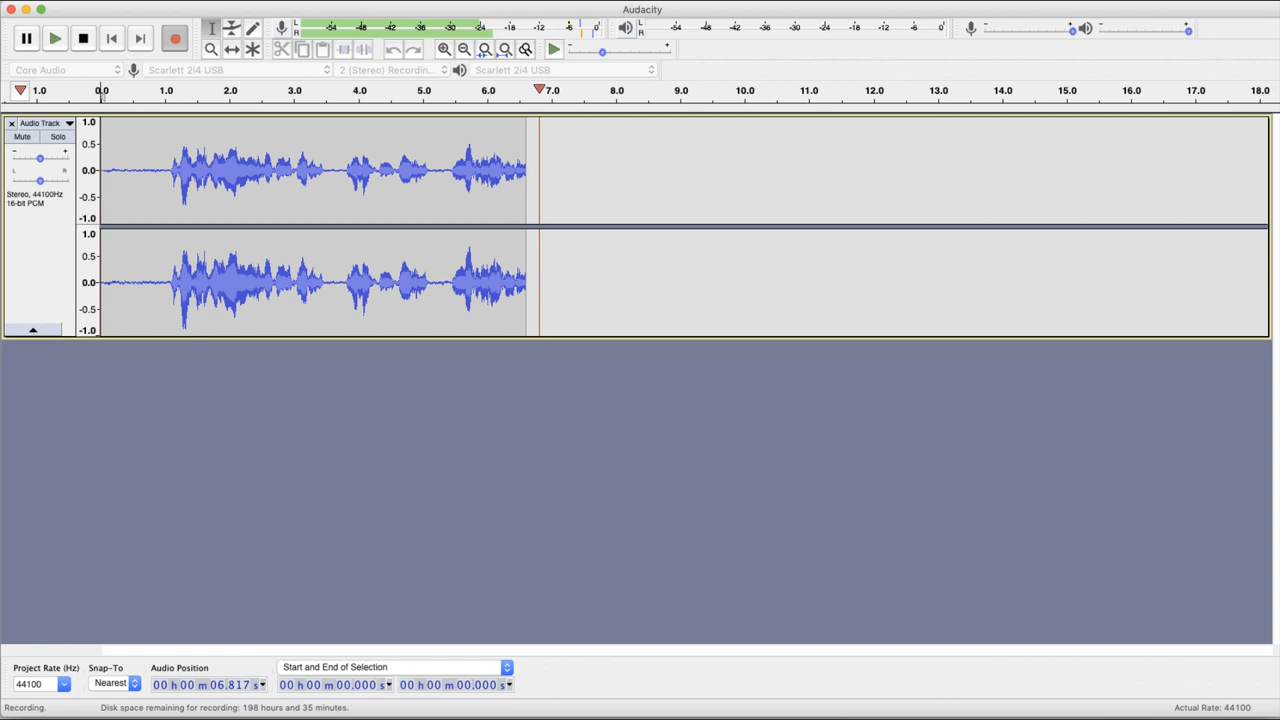 Audacity
L
R
-54 -48 -42 -36 -30 -24 -18 -12 -6 0
L
R
-54 -48 -42 -36 -30 -24 -18 -12 -6 0
- +
- +
- +
Core Audio
Scarlett 2i4 USB
2 (Stereo) Recordin...
Scarlett 2i4 USB
1.0 0.0 1.0 2.0 3.0 4.0 5.0 6.0 7.0 8.0 9.0 10.0 11.0 12.0 13.0 14.0 15.0 16.0 17.0 18.0
Audio Track
Mute Solo
- +
L R
Stereo, 44100Hz
16-bit PCM
1.0
0.5
0.0
-0.5
-1.0
1.0
0.5
0.0
-0.5
-1.0
Project Rate (Hz) Snap-To Audio Position Start and End of Selection
44100 Nearest 00 h 00 m 06.817 s 00 h 00 m 00.000 s 00 h 00 m 00.000 s
Recording. Disk space remaining for recording: 198 hours and 35 minutes. Actual Rate: 44100